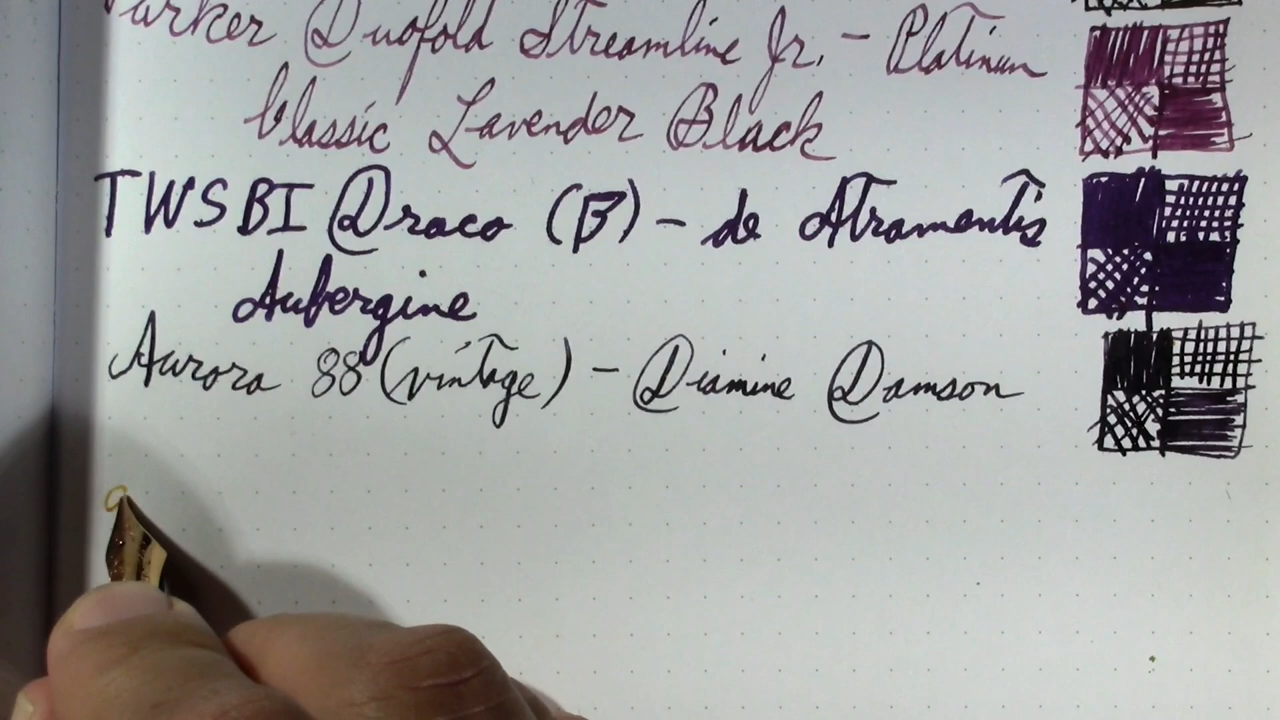 Parker Duofold Streamline Jr. - Platinum
Classic Lavender Black
TWSBI Draco (B) - de Atramentis
Aubergine
Aurora 88 (vintage) - Diamine Damson